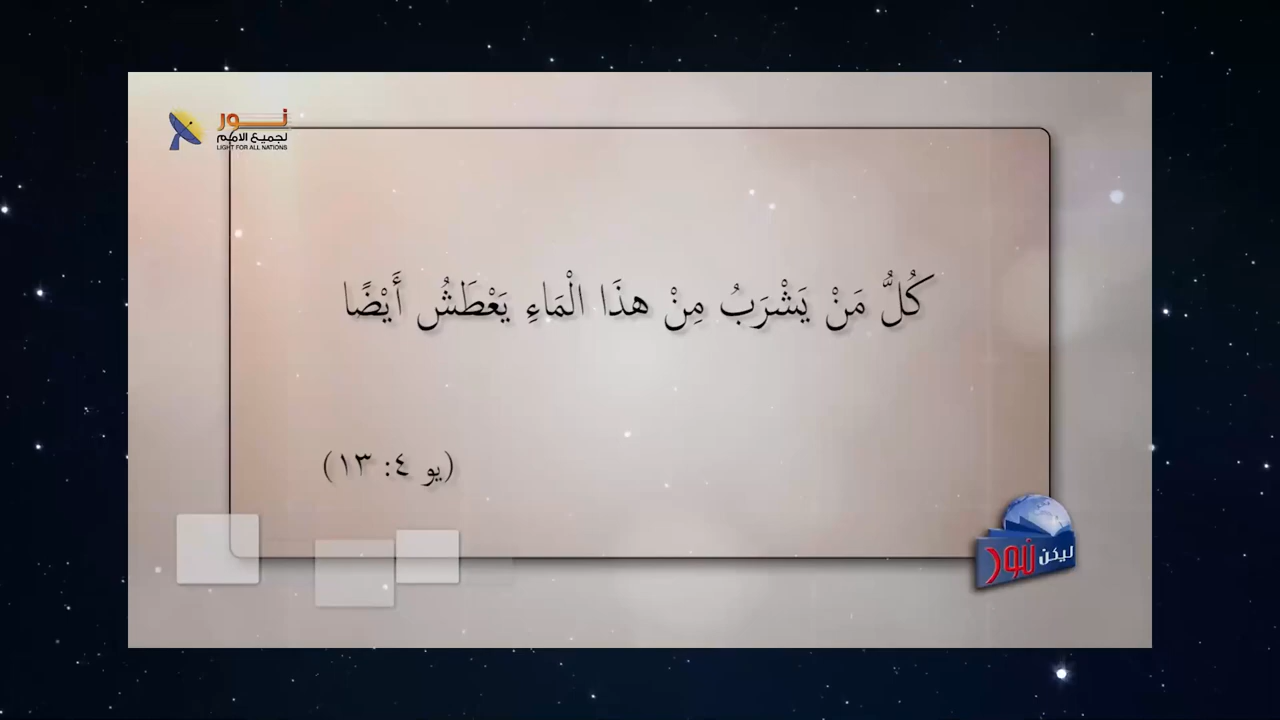 نور
لجميع الامم
LIGHT FOR ALL NATIONS
كُلُّ مَنْ يَشْرَبُ مِنْ هذَا الْمَاءِ يَعْطَشُ أَيْضًا
(يو ٤: ١٣)
ليكن نور